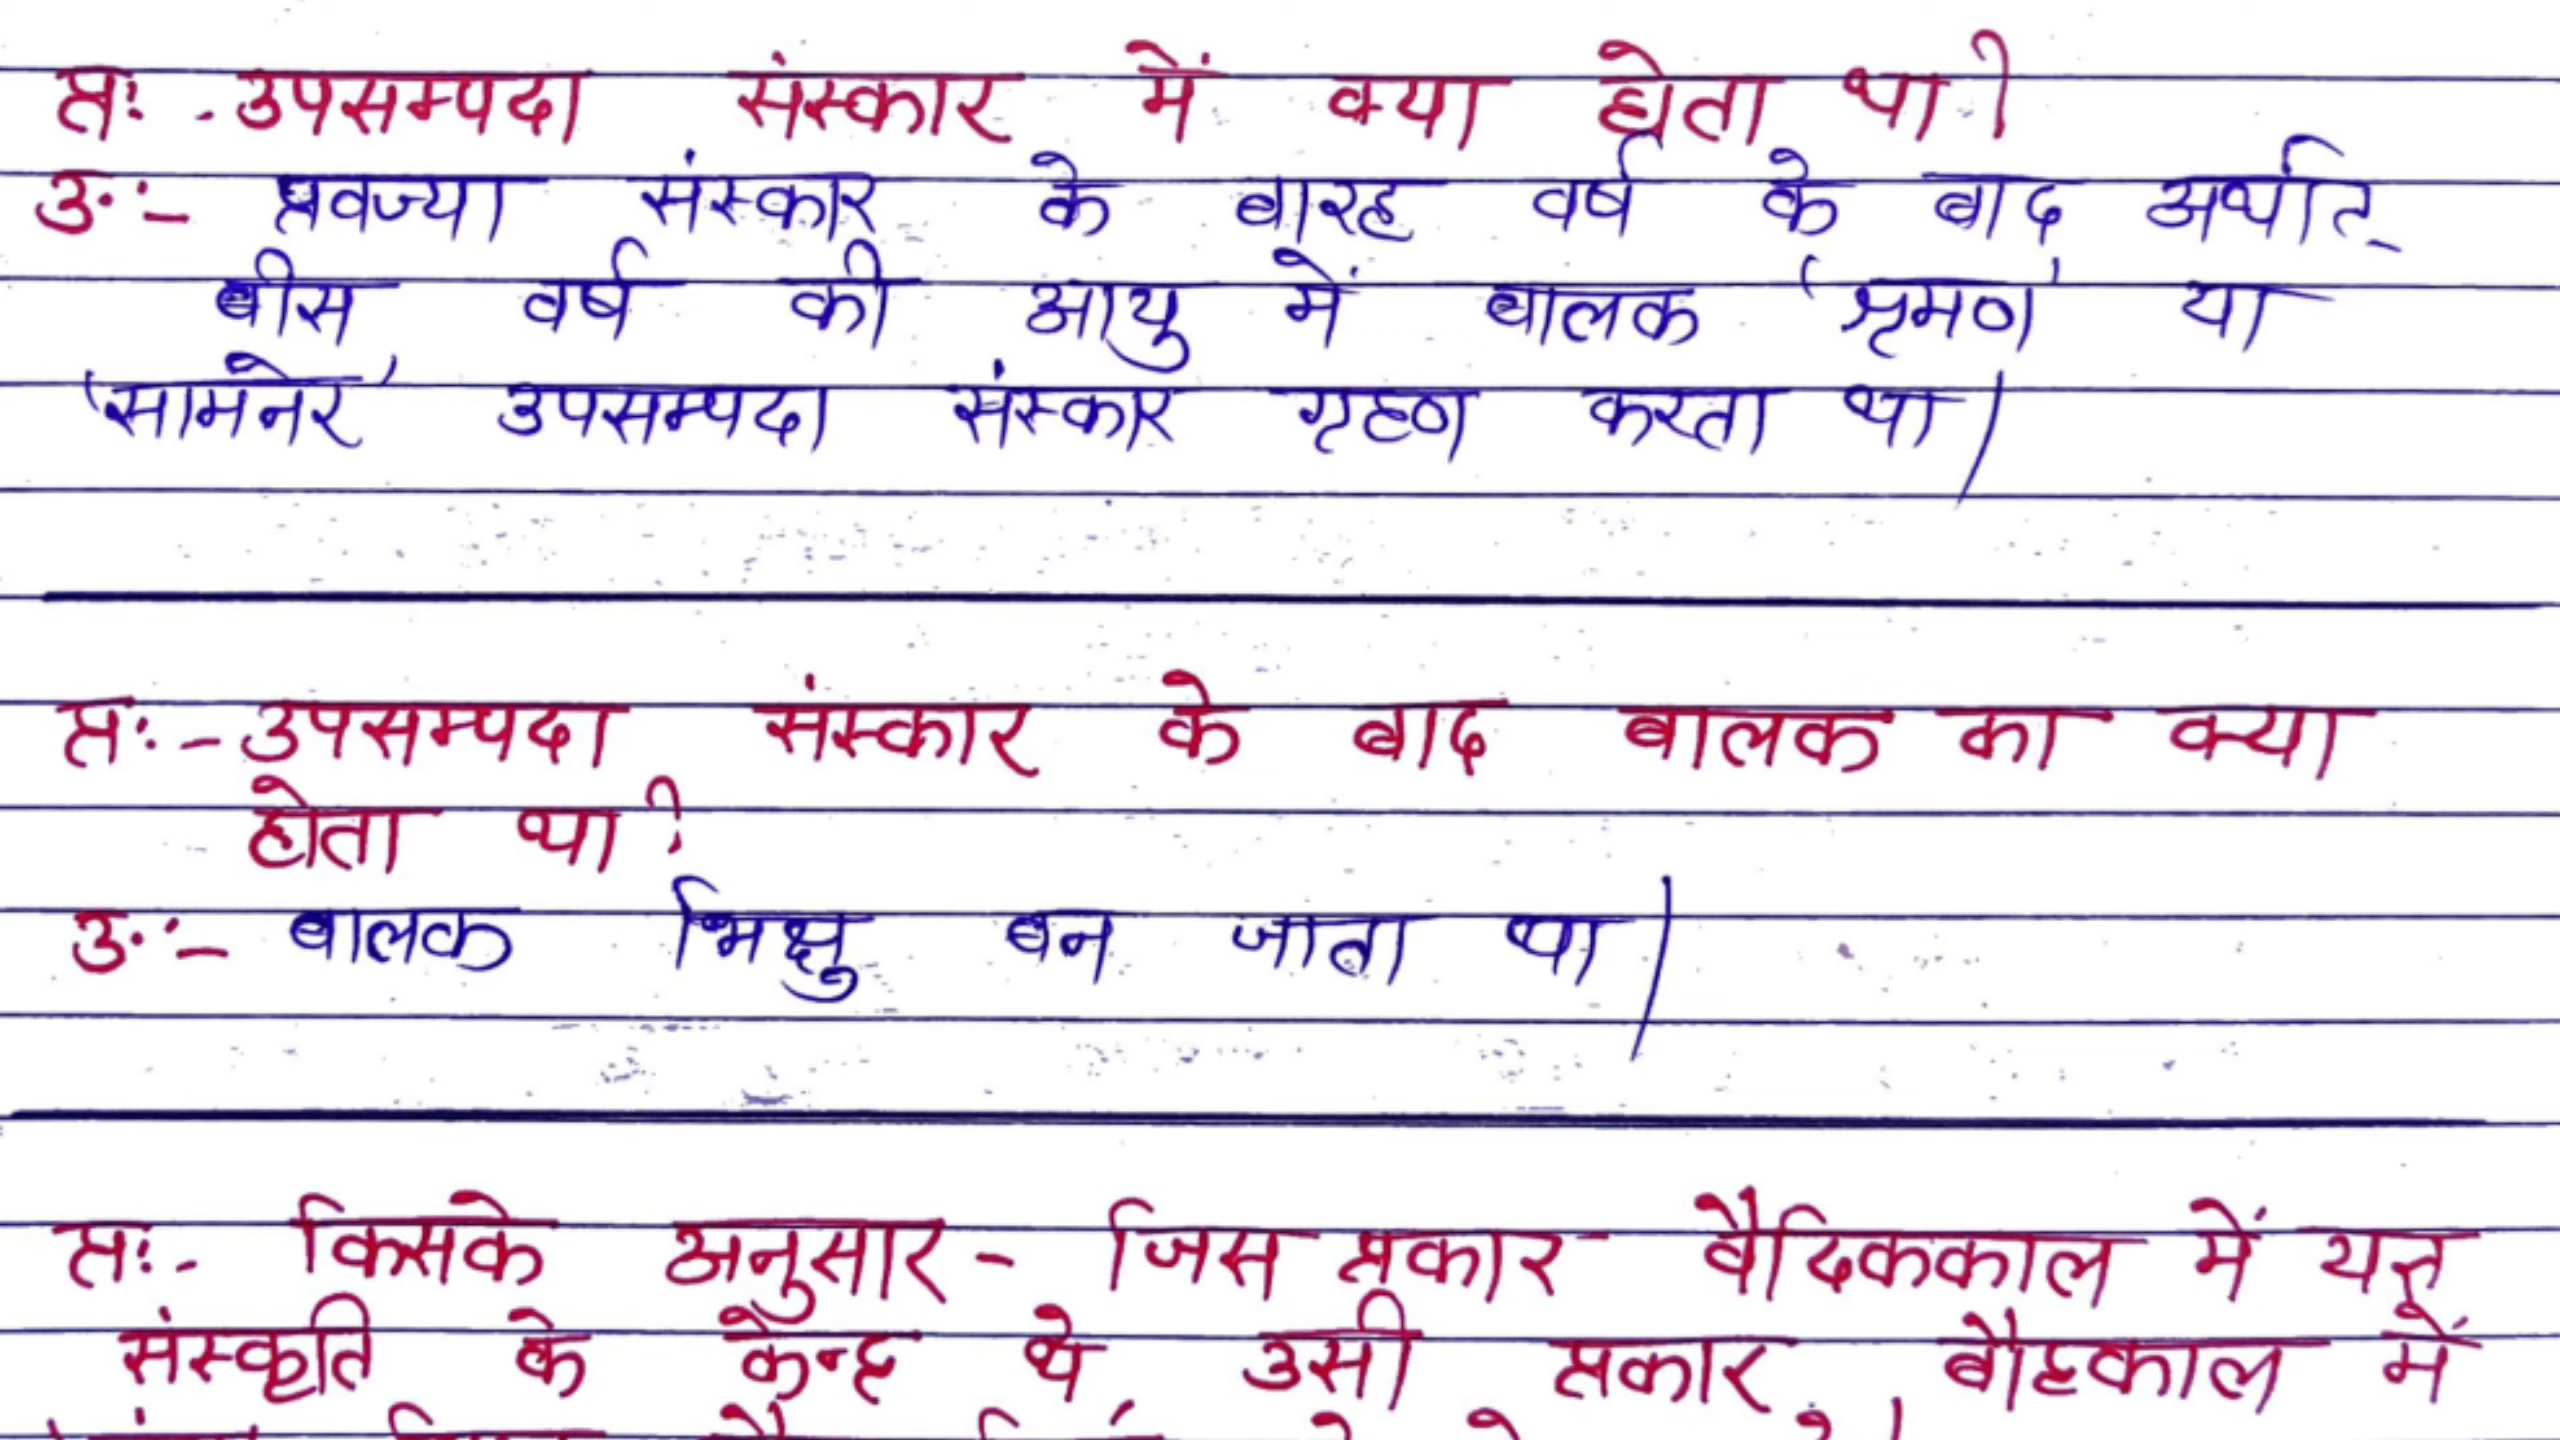 प्र: - उपसम्पदा संस्कार में क्या होता था?
उ:- प्रवज्या संस्कार के बारह वर्ष के बाद अर्थात्
बीस वर्ष की आयु में बालक 'श्रमण' या
'सामनेर' उपसम्पदा संस्कार ग्रहण करता था|
प्र:- उपसम्पदा संस्कार के बाद बालक का क्या
होता था?
उ:- बालक भिक्षु बन जाता था|
प्र:- किसके अनुसार - जिस प्रकार वैदिककाल में यज्ञ
संस्कृति के केन्द्र थे उसी प्रकार बौद्धकाल में